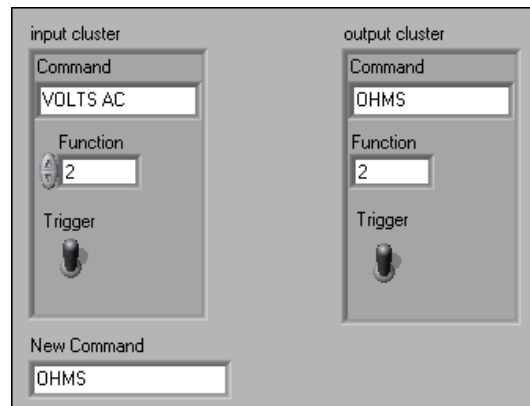 input cluster
Command
VOLTS AC
Function
2
Trigger
New Command
OHMS
output cluster
Command
OHMS
Function
2
Trigger